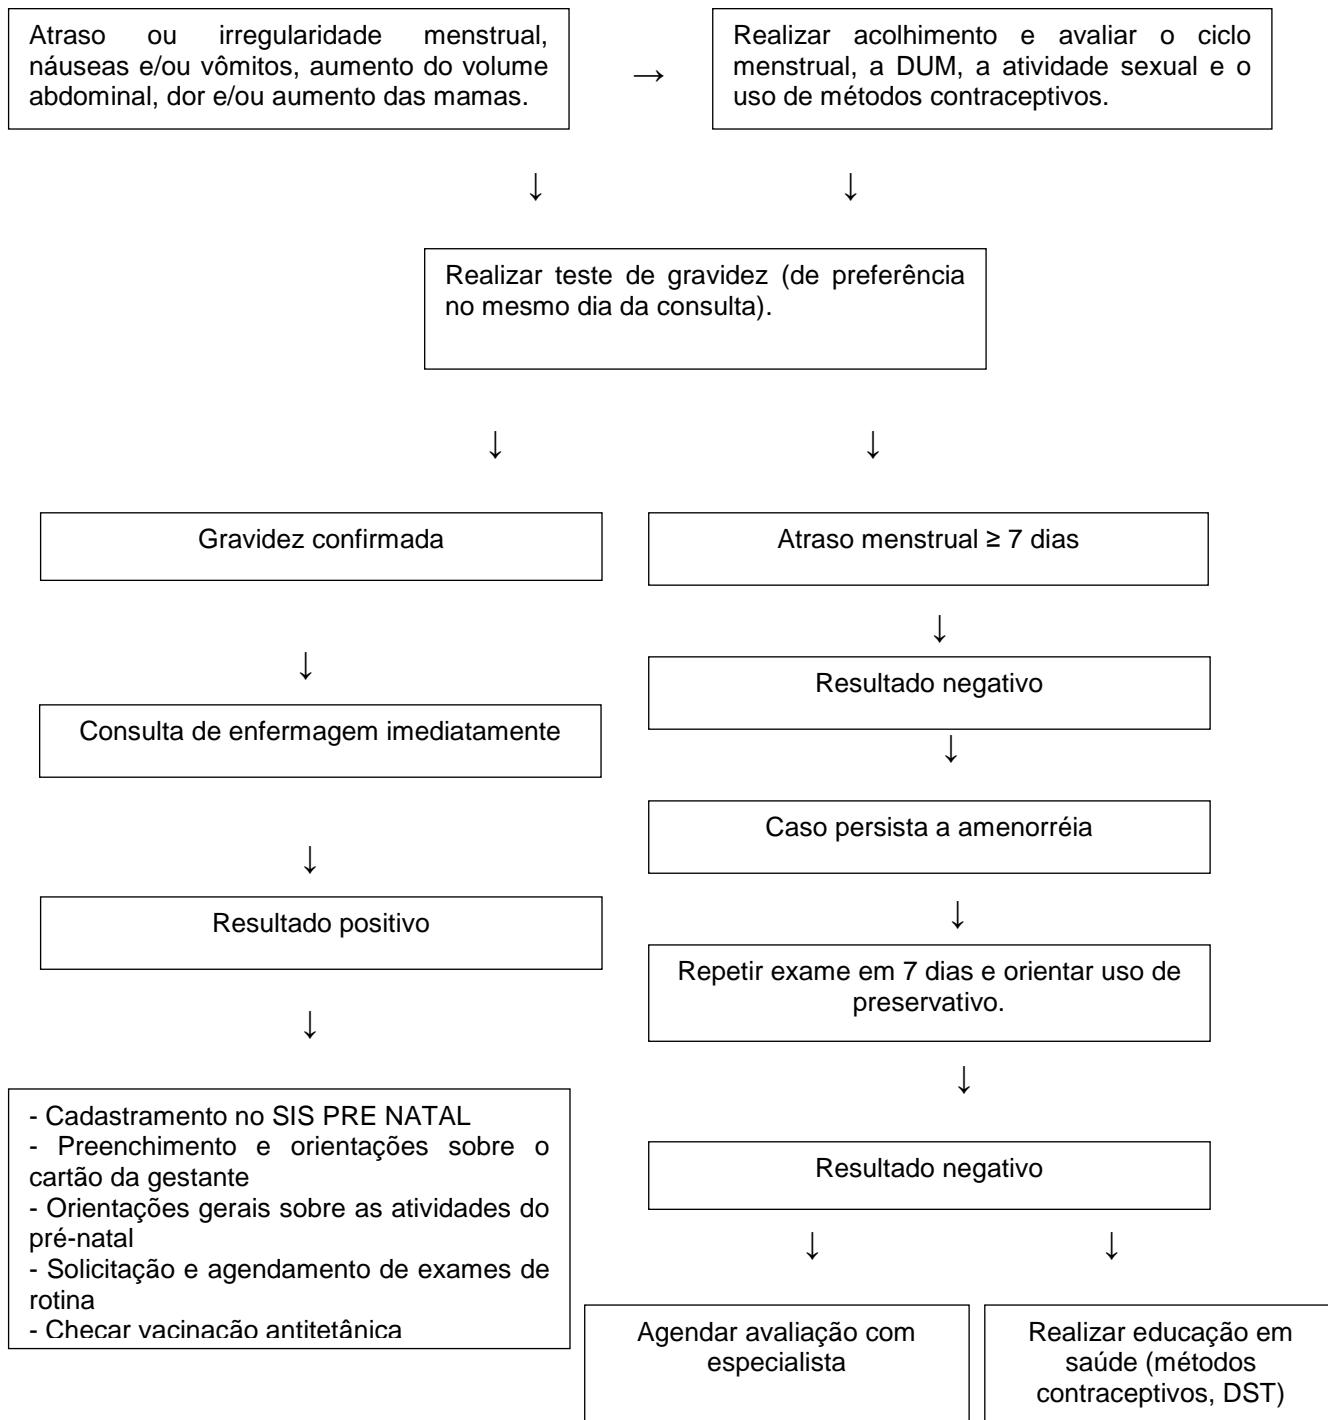 Atraso ou irregularidade menstrual,
náuseas e/ou vômitos, aumento do volume
abdominal, dor e/ou aumento das mamas.
→
Realizar acolhimento e avaliar o ciclo
menstrual, a DUM, a atividade sexual e o
uso de métodos contraceptivos.
↓ ↓
Realizar teste de gravidez (de preferência
no mesmo dia da consulta).
↓ ↓
Gravidez confirmada
↓
Consulta de enfermagem imediatamente
↓
Resultado positivo
↓
- Cadastramento no SIS PRE NATAL
- Preenchimento e orientações sobre o
cartão da gestante
- Orientações gerais sobre as atividades do
pré-natal
- Solicitação e agendamento de exames de
rotina
- Checar vacinação antitetânica
Atraso menstrual ≥ 7 dias
↓
Resultado negativo
↓
Caso persista a amenorréia
↓
Repetir exame em 7 dias e orientar uso de
preservativo.
↓
Resultado negativo
↓ ↓
Agendar avaliação com
especialista
Realizar educação em
saúde (métodos
contraceptivos, DST)